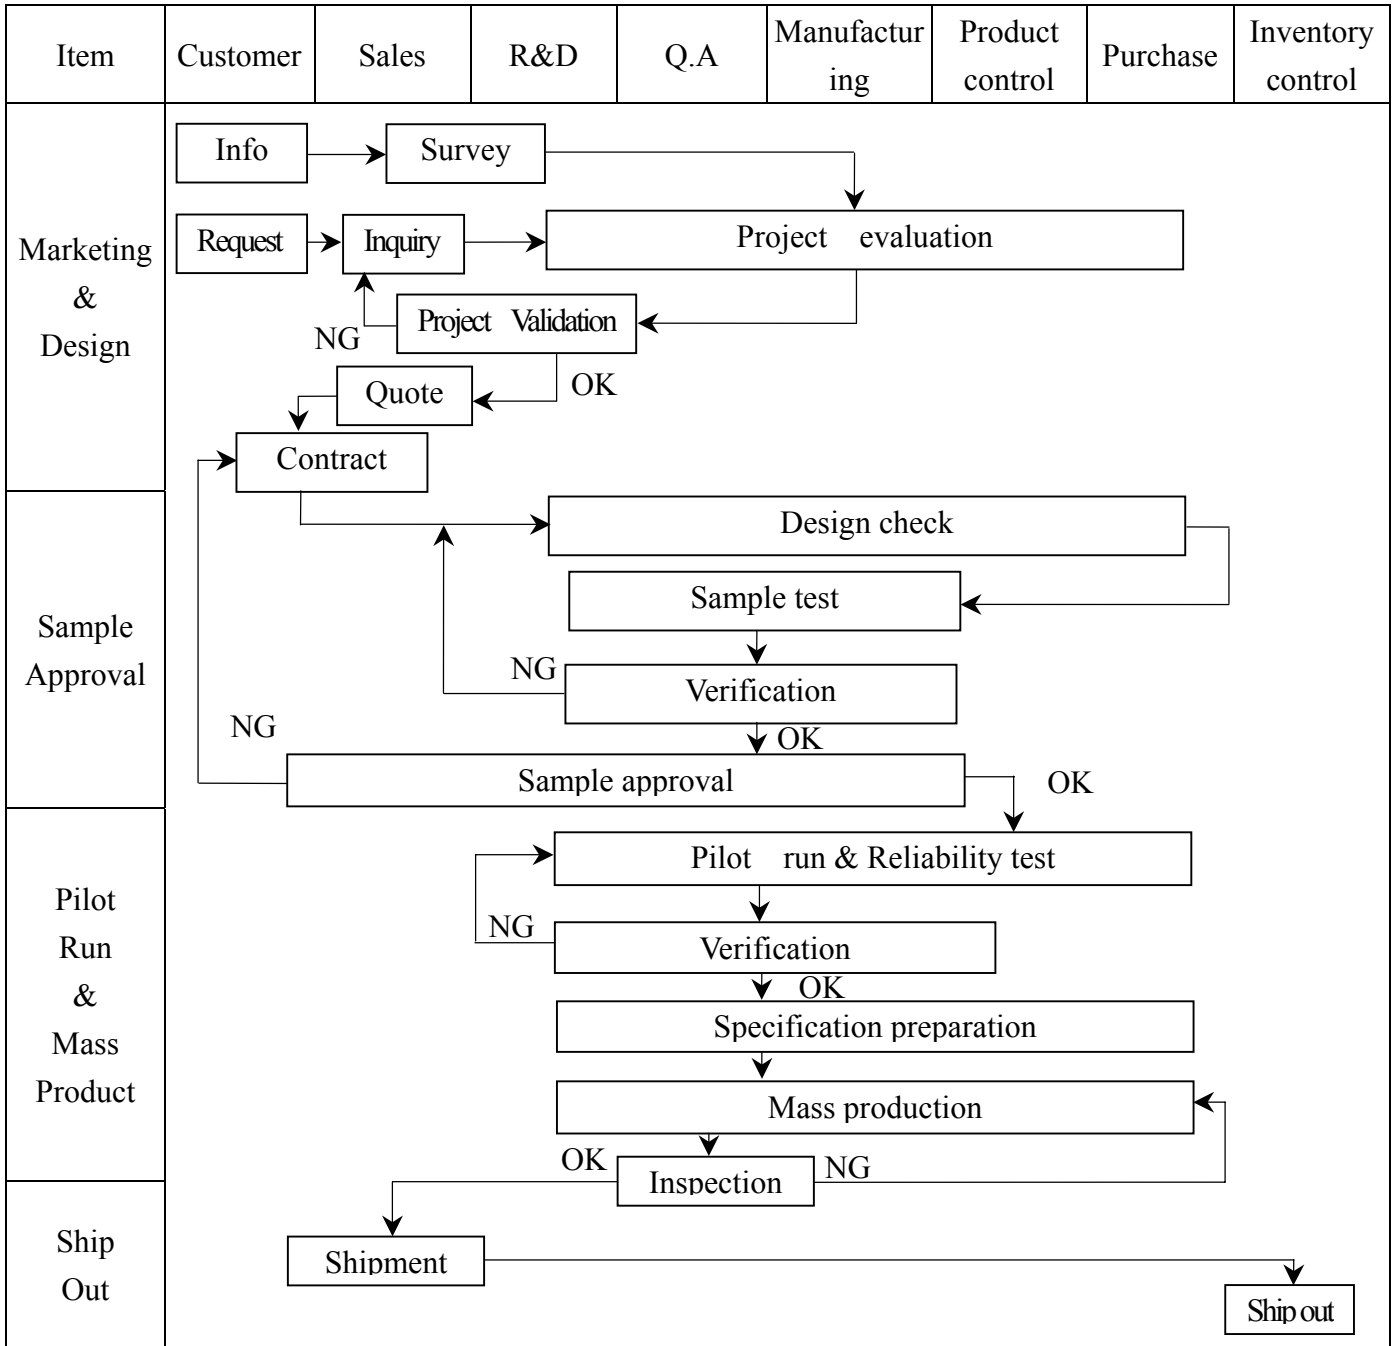 Item
Customer
Sales
R&D
Q.A
Manufactur
ing
Product
control
Purchase
Inventory
control
Marketing
&
Design
Info
Survey
Request
Inquiry
Project evaluation
NG
Project Validation
OK
Quote
Contract
Sample
Approval
Design check
Sample test
NG
Verification
NG
OK
Sample approval
OK
Pilot
Run
&
Mass
Product
Pilot run & Reliability test
NG
Verification
OK
Specification preparation
Mass production
OK
Inspection
NG
Ship
Out
Shipment
Ship out